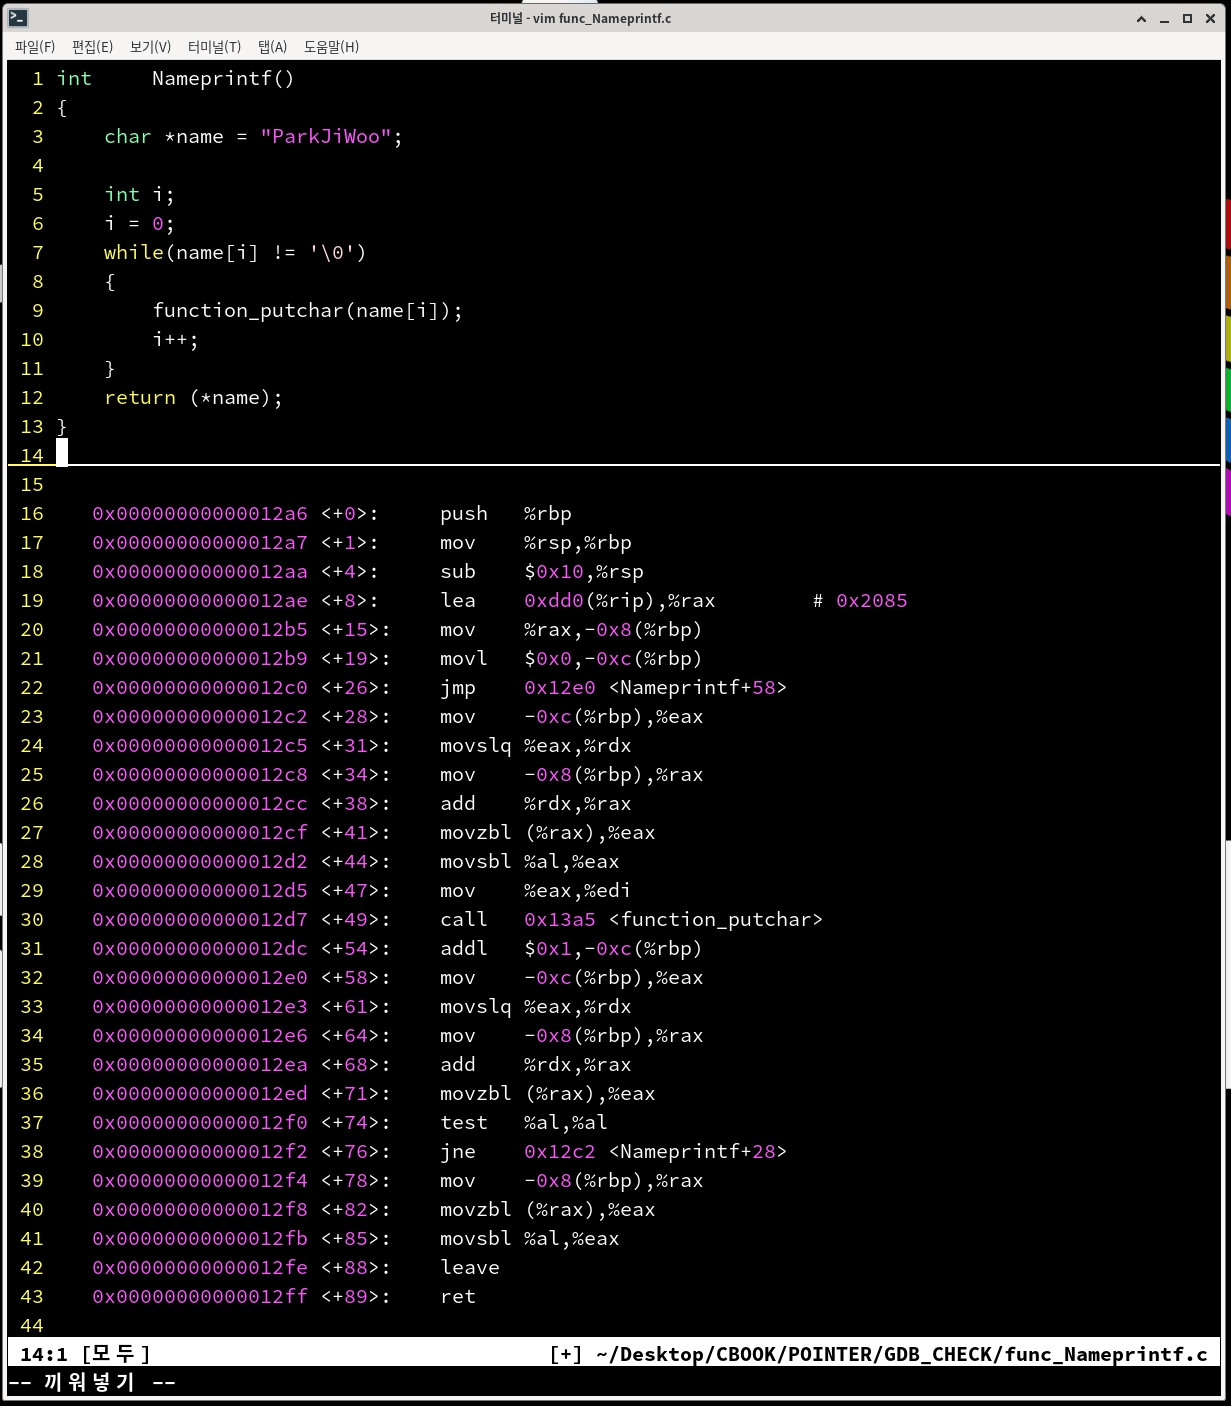 터미널 - vim func_Nameprintf.c
파일(F) 편집(E) 보기(V) 터미널(T) 탭(A) 도움말(H)
1 int     Nameprintf()
2 {
3     char *name = "ParkJiWoo";
4
5     int i;
6     i = 0;
7     while(name[i] != '\0')
8     {
9         function_putchar(name[i]);
10         i++;
11     }
12     return (*name);
13 }
14
15
16    0x00000000000012a6 <+0>:     push   %rbp
17    0x00000000000012a7 <+1>:     mov    %rsp,%rbp
18    0x00000000000012aa <+4>:     sub    $0x10,%rsp
19    0x00000000000012ae <+8>:     lea    0xdd0(%rip),%rax        # 0x2085
20    0x00000000000012b5 <+15>:    mov    %rax,-0x8(%rbp)
21    0x00000000000012b9 <+19>:    movl   $0x0,-0xc(%rbp)
22    0x00000000000012c0 <+26>:    jmp    0x12e0 <Nameprintf+58>
23    0x00000000000012c2 <+28>:    mov    -0xc(%rbp),%eax
24    0x00000000000012c5 <+31>:    movslq %eax,%rdx
25    0x00000000000012c8 <+34>:    mov    -0x8(%rbp),%rax
26    0x00000000000012cc <+38>:    add    %rdx,%rax
27    0x00000000000012cf <+41>:    movzbl (%rax),%eax
28    0x00000000000012d2 <+44>:    movsbl %al,%eax
29    0x00000000000012d5 <+47>:    mov    %eax,%edi
30    0x00000000000012d7 <+49>:    call   0x13a5 <function_putchar>
31    0x00000000000012dc <+54>:    addl   $0x1,-0xc(%rbp)
32    0x00000000000012e0 <+58>:    mov    -0xc(%rbp),%eax
33    0x00000000000012e3 <+61>:    movslq %eax,%rdx
34    0x00000000000012e6 <+64>:    mov    -0x8(%rbp),%rax
35    0x00000000000012ea <+68>:    add    %rdx,%rax
36    0x00000000000012ed <+71>:    movzbl (%rax),%eax
37    0x00000000000012f0 <+74>:    test   %al,%al
38    0x00000000000012f2 <+76>:    jne    0x12c2 <Nameprintf+28>
39    0x00000000000012f4 <+78>:    mov    -0x8(%rbp),%rax
40    0x00000000000012f8 <+82>:    movzbl (%rax),%eax
41    0x00000000000012fb <+85>:    movsbl %al,%eax
42    0x00000000000012fe <+88>:    leave
43    0x00000000000012ff <+89>:    ret
44
14:1 [모두] [+] ~/Desktop/CBOOK/POINTER/GDB_CHECK/func_Nameprintf.c
-- 끼워넣기 --